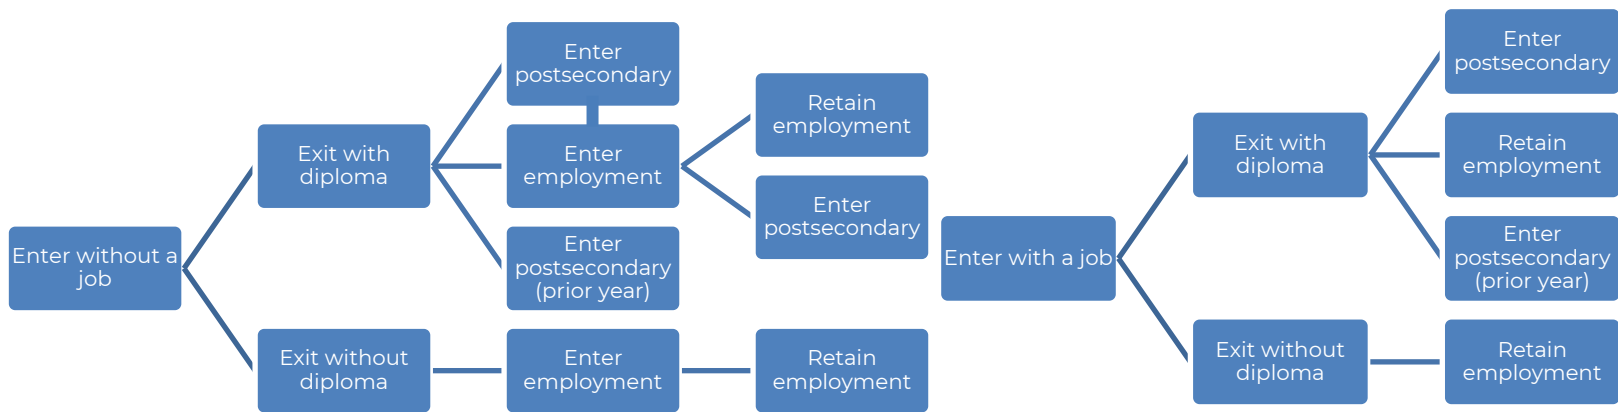 Enter without a
job
Exit with
diploma
Enter
postsecondary
Enter
employment
Retain
employment
Enter
postsecondary
Enter
postsecondary
(prior year)
Exit without
diploma
Enter
employment
Retain
employment
Enter with a job
Exit with
diploma
Enter
postsecondary
Retain
employment
Enter
postsecondary
(prior year)
Exit without
diploma
Retain
employment